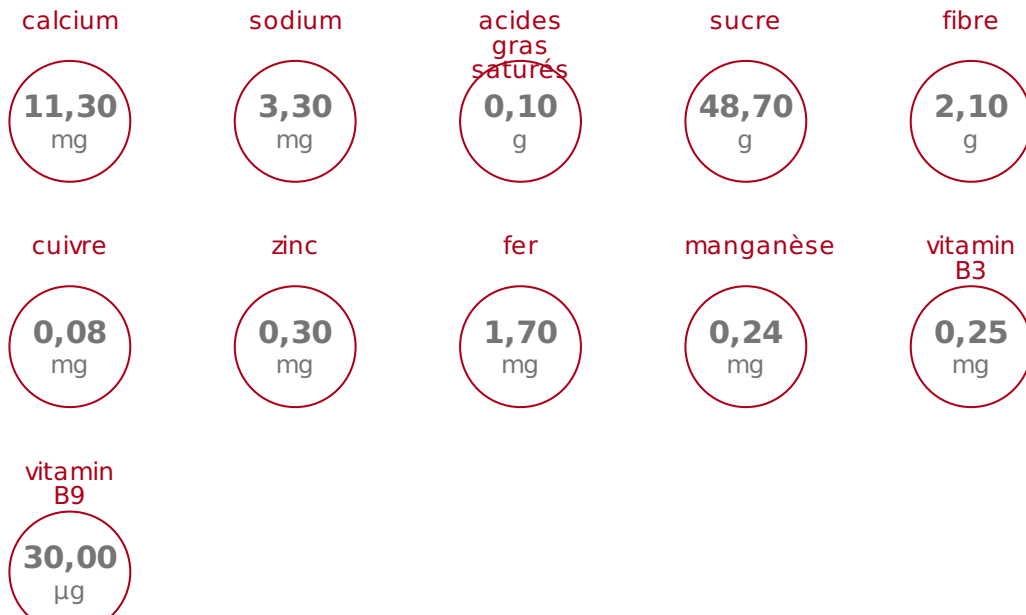 calcium
sodium
acides
gras
saturés
sucre
fibre
11,30
mg
3,30
mg
0,10
g
48,70
g
2,10
g
cuivre
zinc
fer
manganèse
vitamin
B3
0,08
mg
0,30
mg
1,70
mg
0,24
mg
0,25
mg
vitamin
B9
30,00
µg